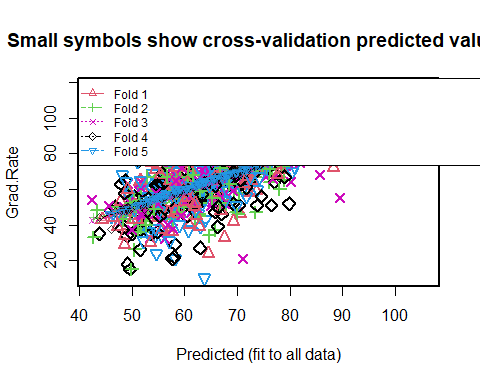 Small symbols show cross-validation predicted valu
Fold 1
Fold 2
Fold 3
Fold 4
Fold 5
Grad.Rate
20
40
60
80
100
40
50
60
70
80
90
100
Predicted (fit to all data)